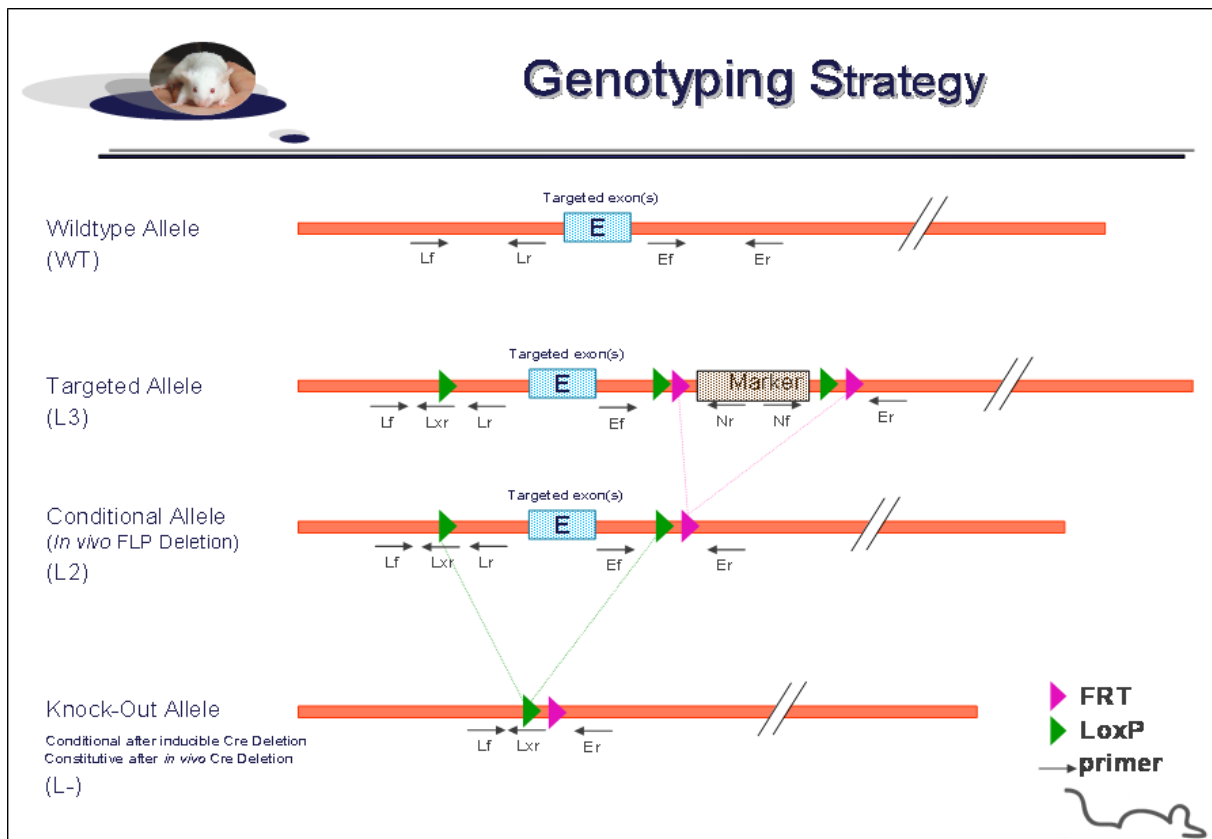 Genotyping Strategy
Targeted exon(s)
Wildtype Allele
(WT)
E
Lf Lr Ef Er
Targeted exon(s)
Targeted Allele
(L3)
E Marker
Lf Lxr Lr Ef Nr Nf Er
Targeted exon(s)
Conditional Allele
(In vivo FLP Deletion)
(L2)
E
Lf Lxr Lr Ef Er
Knock-Out Allele
Conditional after inducible Cre Deletion
Constitutive after in vivo Cre Deletion
(L-)
Lf Lxr Er
FRT
LoxP
primer